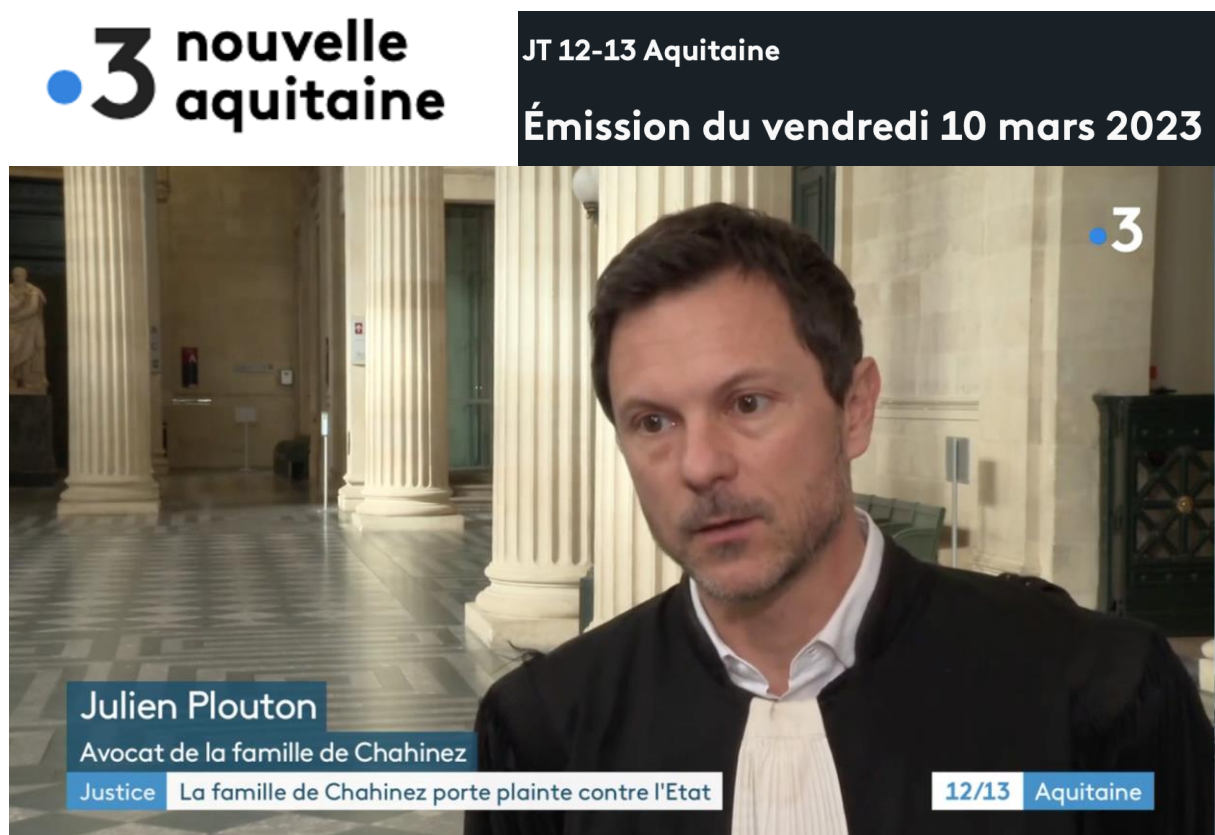 3 nouvelle
aquitaine
JT 12-13 Aquitaine
Émission du vendredi 10 mars 2023
3
Julien Plouton
Avocat de la famille de Chahinez
Justice La famille de Chahinez porte plainte contre l'Etat
12/13 Aquitaine